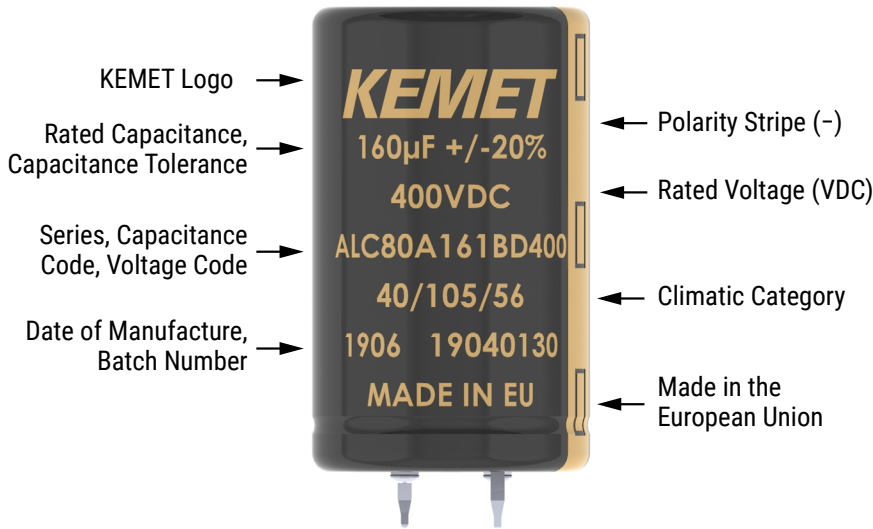 KEMET Logo
Rated Capacitance,
Capacitance Tolerance
Series, Capacitance
Code, Voltage Code
Date of Manufacture,
Batch Number
KEMET
160µF +/-20%
400VDC
ALC80A161BD400
40/105/56
1906 19040130
MADE IN EU
Polarity Stripe (−)
Rated Voltage (VDC)
Climatic Category
Made in the
European Union